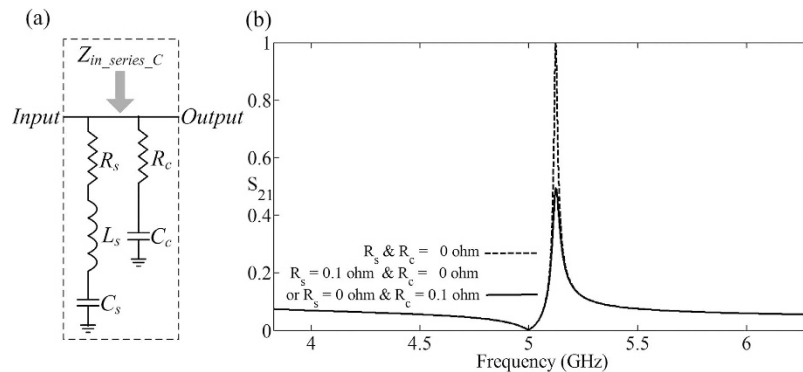 (a)
Z_in_series_C
Input
Output
R_s
R_c
L_s
C_c
C_s
(b)
1
0.8
0.6
S_21
0.4
0.2
0
R_s & R_c = 0 ohm
R_s = 0.1 ohm & R_c = 0 ohm
or R_s = 0 ohm & R_c = 0.1 ohm
4
4.5
5
5.5
6
Frequency (GHz)